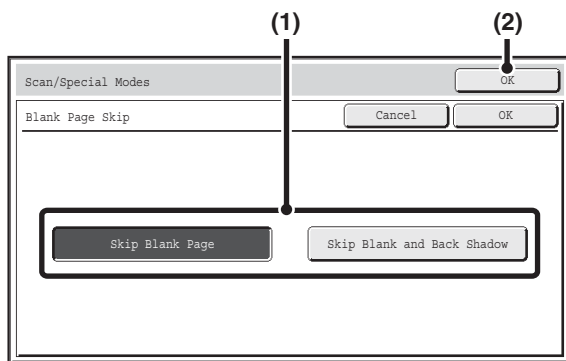 (1) (2)
Scan/Special Modes OK
Blank Page Skip Cancel OK
Skip Blank Page Skip Blank and Back Shadow